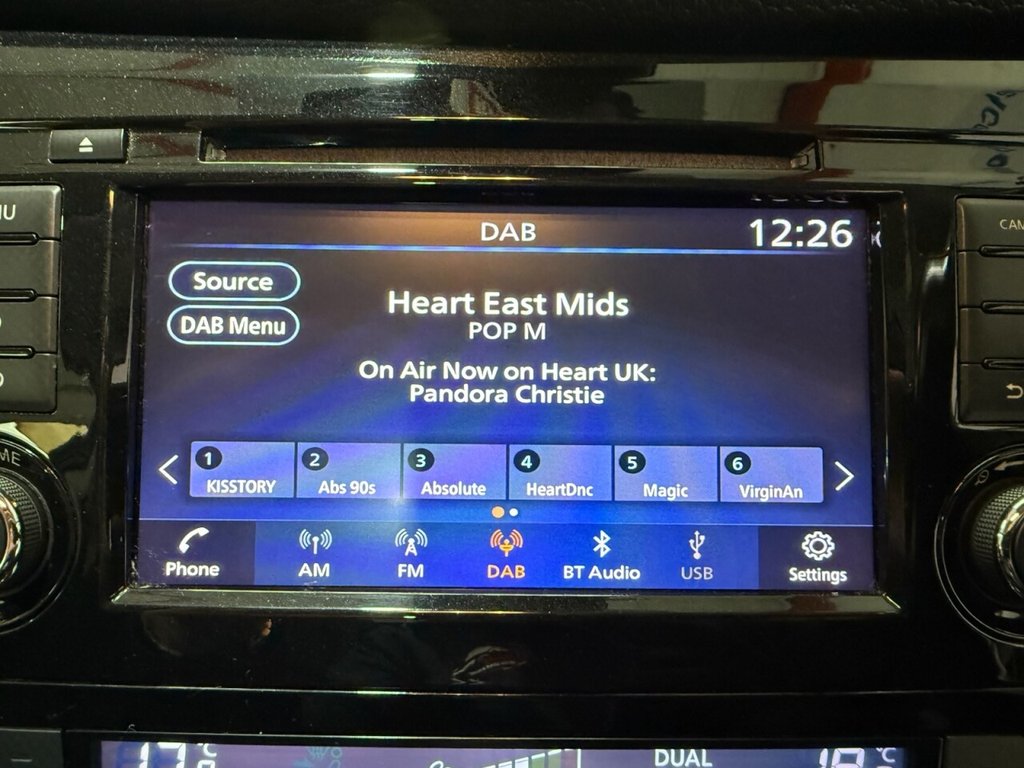 DAB
12:26
Source
DAB Menu
Heart East Mids
POP M
On Air Now on Heart UK:
Pandora Christie
1 KISSTORY
2 Abs 90s
3 Absolute
4 HeartDnc
5 Magic
6 VirginAn
Phone
AM
FM
DAB
BT Audio
USB
Settings
DUAL